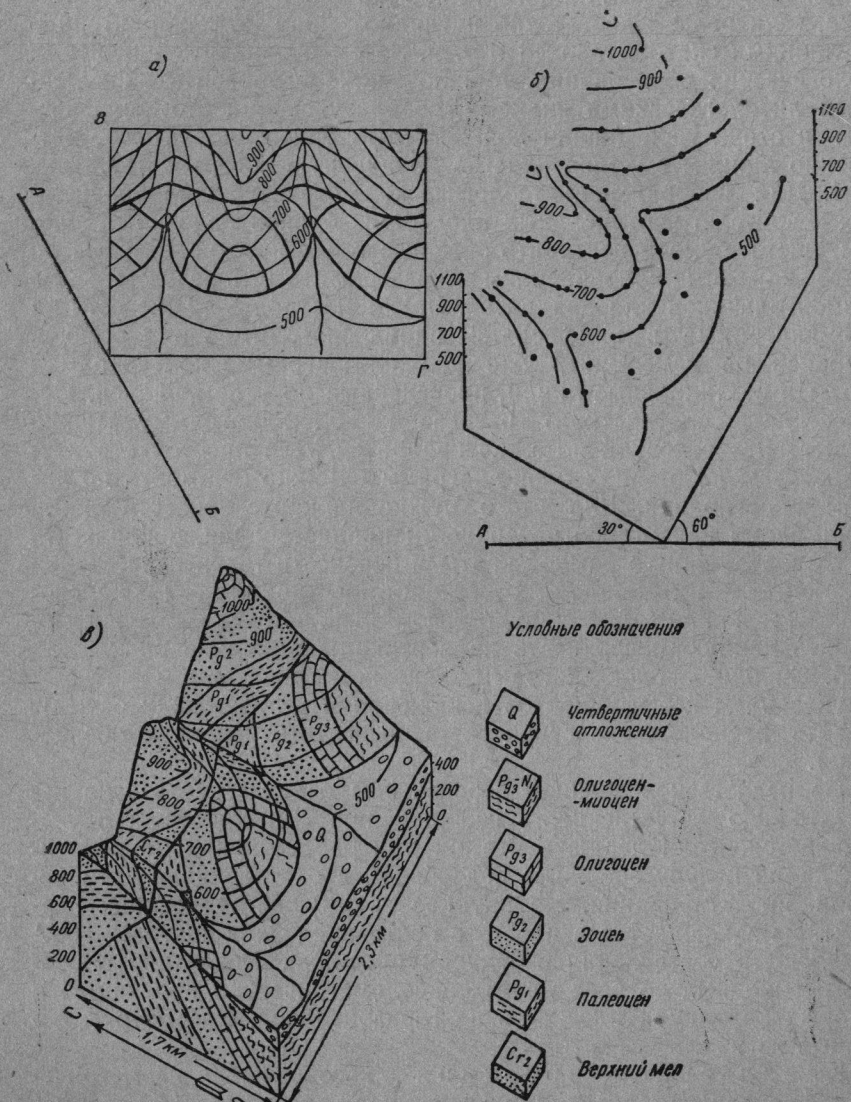 а)
В
900
800
700
600
500
Г
А
Б
б)
1000
900
1100
900
700
500
900
800
700
600
500
1100
900
700
500
А
30°
60°
Б
в)
1000
900
Pg2
Pg1
900
800
Pg1
Pg2
Pg3
Cr2
700
600
500
Q
400
200
0
1000
800
600
400
200
0
С
1,7 км
2,3 км
Условные обозначения
Q
Четвертичные
отложения
Pg3-N1
Олигоцен-
-миоцен
Pg3
Олигоцен
Pg2
Эоцен
Pg1
Палеоцен
Cr2
Верхний мел